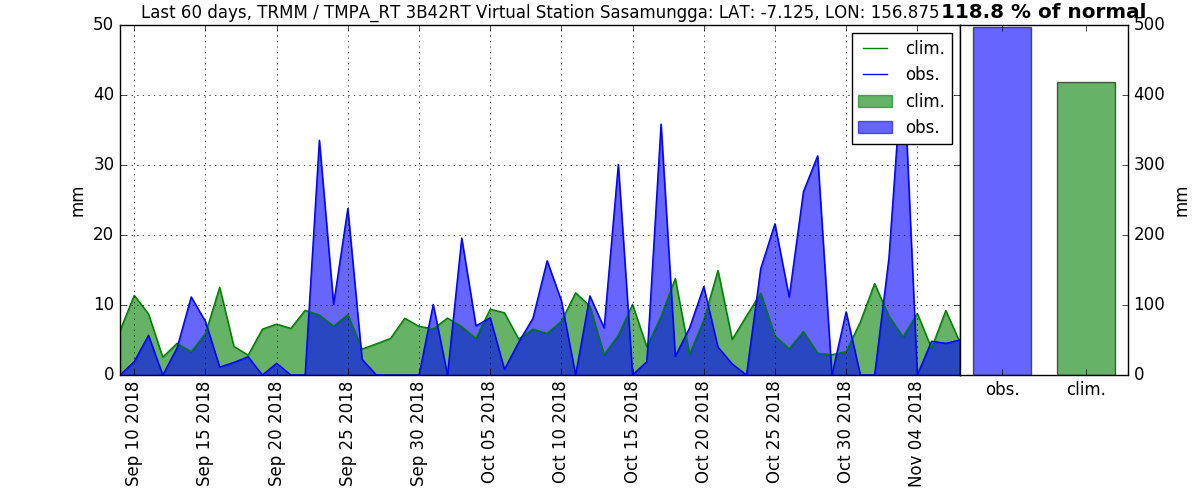 Last 60 days, TRMM / TMPA_RT 3B42RT Virtual Station Sasamungga: LAT: -7.125, LON: 156.875
118.8 % of normal
50
40
30
20
10
0
mm
clim.
obs.
clim.
obs.
500
400
300
200
100
0
mm
obs.
clim.
Sep 10 2018
Sep 15 2018
Sep 20 2018
Sep 25 2018
Sep 30 2018
Oct 05 2018
Oct 10 2018
Oct 15 2018
Oct 20 2018
Oct 25 2018
Oct 30 2018
Nov 04 2018